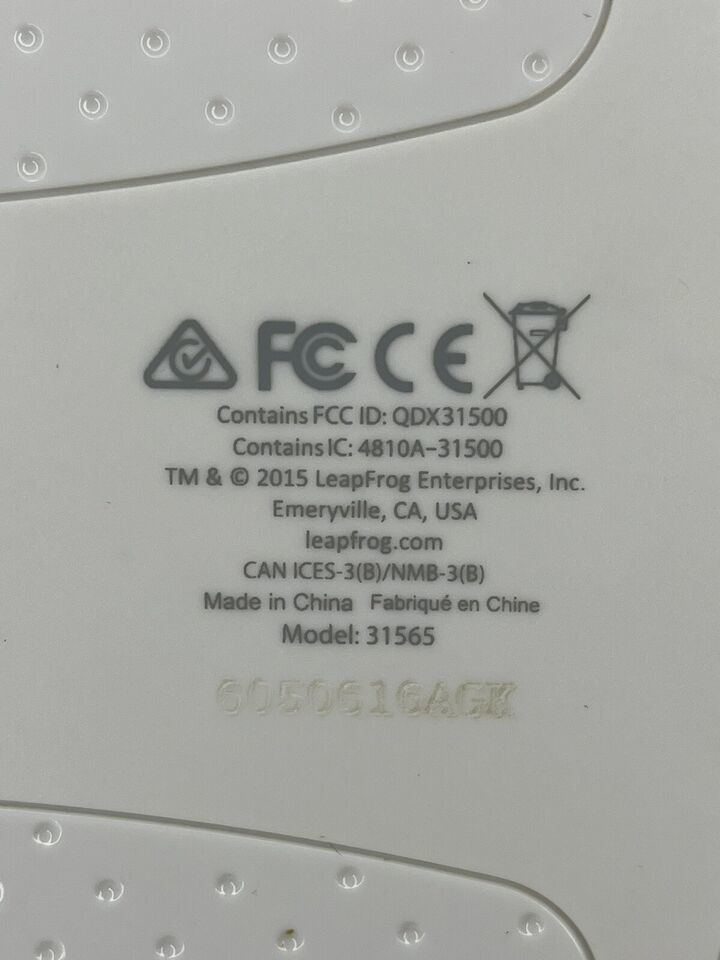 FC CE
Contains FCC ID: QDX31500
Contains IC: 4810A-31500
TM & © 2015 LeapFrog Enterprises, Inc.
Emeryville, CA, USA
leapfrog.com
CAN ICES-3(B)/NMB-3(B)
Made in China Fabriqué en Chine
Model: 31565
6050616AGK